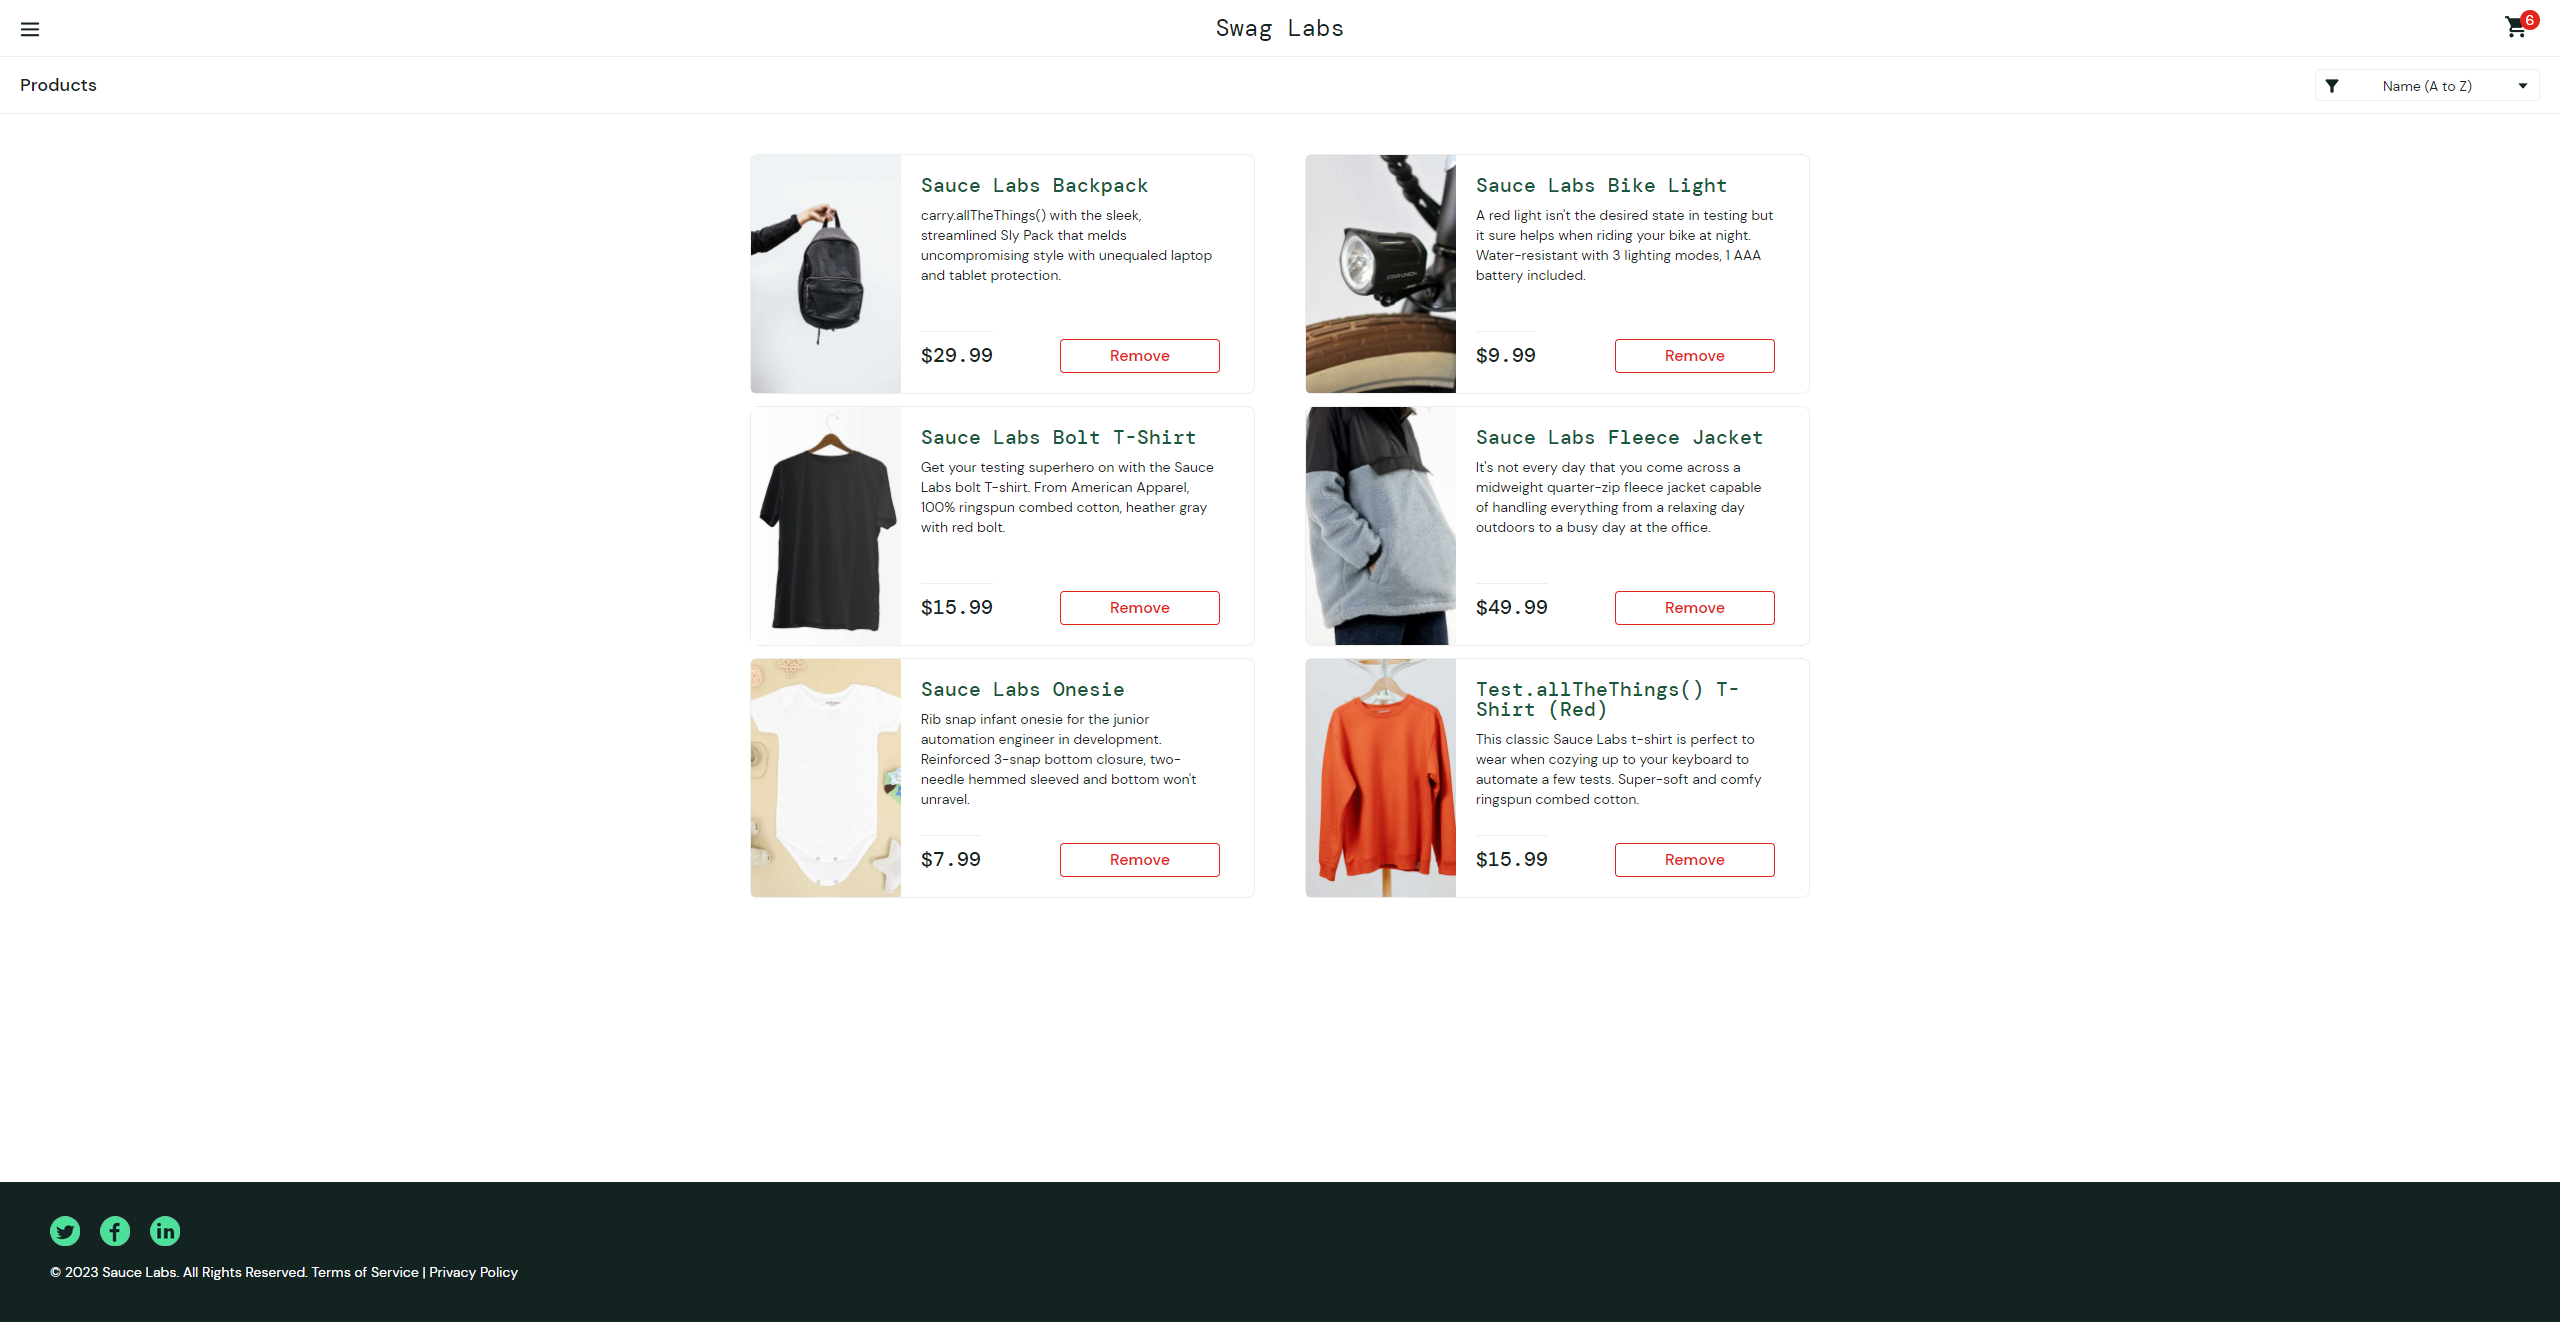 Swag Labs
6
Products
Name (A to Z)
Sauce Labs Backpack
carry.allTheThings() with the sleek,
streamlined Sly Pack that melds
uncompromising style with unequaled laptop
and tablet protection.
$29.99
Remove
Sauce Labs Bike Light
A red light isn't the desired state in testing but
it sure helps when riding your bike at night.
Water-resistant with 3 lighting modes, 1 AAA
battery included.
$9.99
Remove
Sauce Labs Bolt T-Shirt
Get your testing superhero on with the Sauce
Labs bolt T-shirt. From American Apparel,
100% ringspun combed cotton, heather gray
with red bolt.
$15.99
Remove
Sauce Labs Fleece Jacket
It's not every day that you come across a
midweight quarter-zip fleece jacket capable
of handling everything from a relaxing day
outdoors to a busy day at the office.
$49.99
Remove
Sauce Labs Onesie
Rib snap infant onesie for the junior
automation engineer in development.
Reinforced 3-snap bottom closure, two-
needle hemmed sleeved and bottom won't
unravel.
$7.99
Remove
Test.allTheThings() T-
Shirt (Red)
This classic Sauce Labs t-shirt is perfect to
wear when cozying up to your keyboard to
automate a few tests. Super-soft and comfy
ringspun combed cotton.
$15.99
Remove
© 2023 Sauce Labs. All Rights Reserved. Terms of Service | Privacy Policy